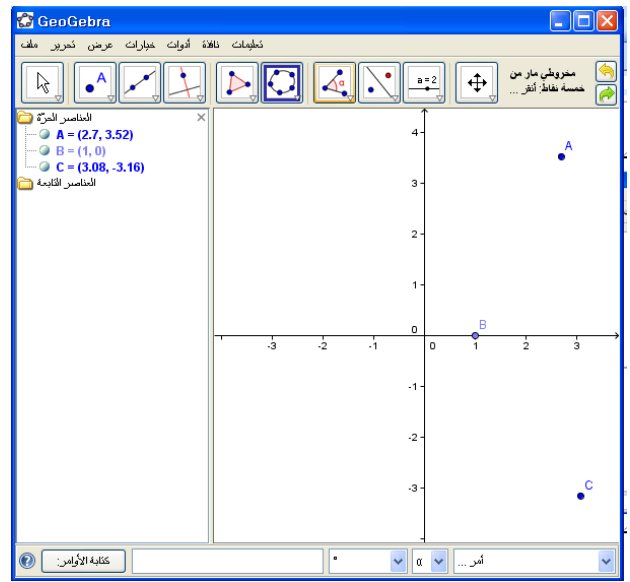 GeoGebra
ملف تحرير عرض خيارات أدوات نافذة تعليمات
A
α
a = 2
مخروطي مار من
خمسة نقاط: أنقر ...
العناصر الحرّة
A = (2.7, 3.52)
B = (1, 0)
C = (3.08, -3.16)
العناصر التابعة
4
A
3
2
1
0
B
-3 -2 -1 0 1 2 3
-1
-2
-3
C
كتابة الأوامر:
°
α
أمر ...